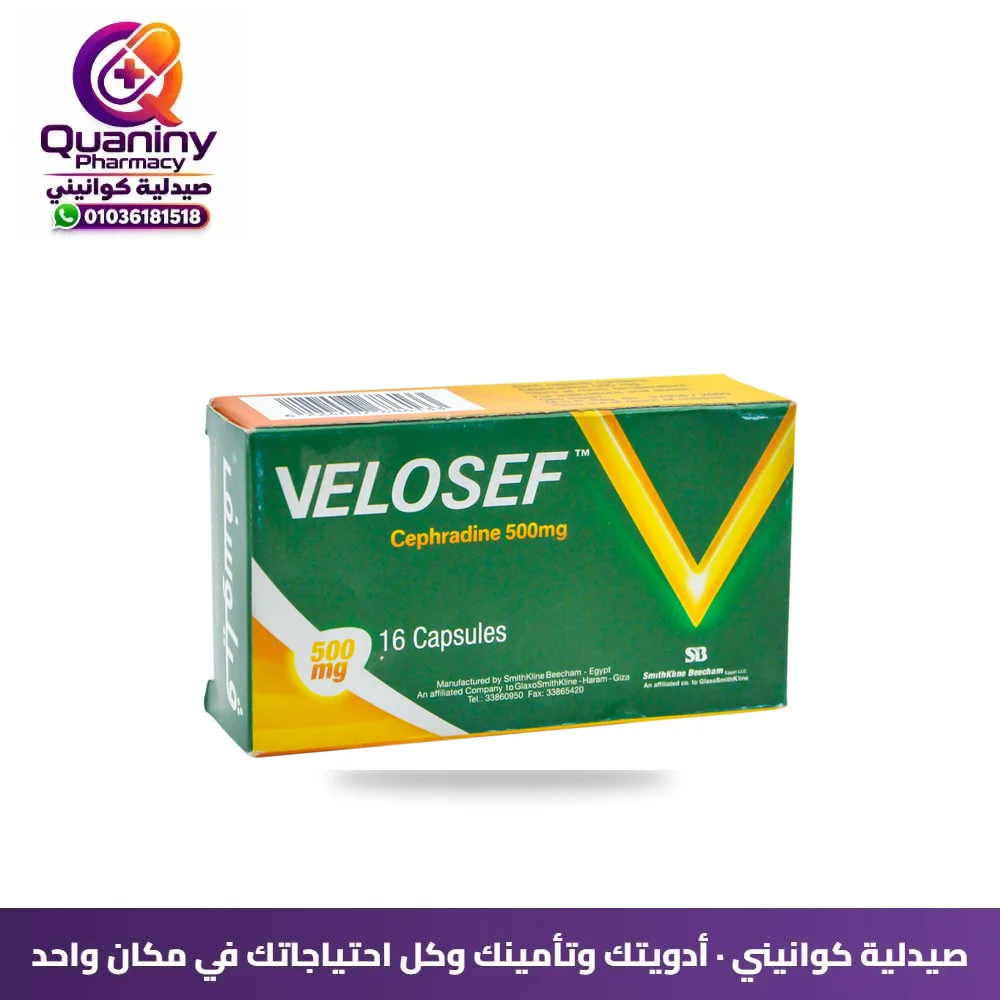 Quaniny
Pharmacy
صيدلية كوانيني
01036181518
VELOSEF™
Cephradine 500mg
500
mg
16 Capsules
Manufactured by SmithKline Beecham - Egypt
An affiliated Company to GlaxoSmithKline - Haram - Giza
Tel.: 33860950 Fax: 33865420
SB
SmithKline Beecham Egypt LLC
An affiliated co. to GlaxoSmithKline
صيدلية كوانيني · أدويتك وتأمينك وكل احتياجاتك في مكان واحد